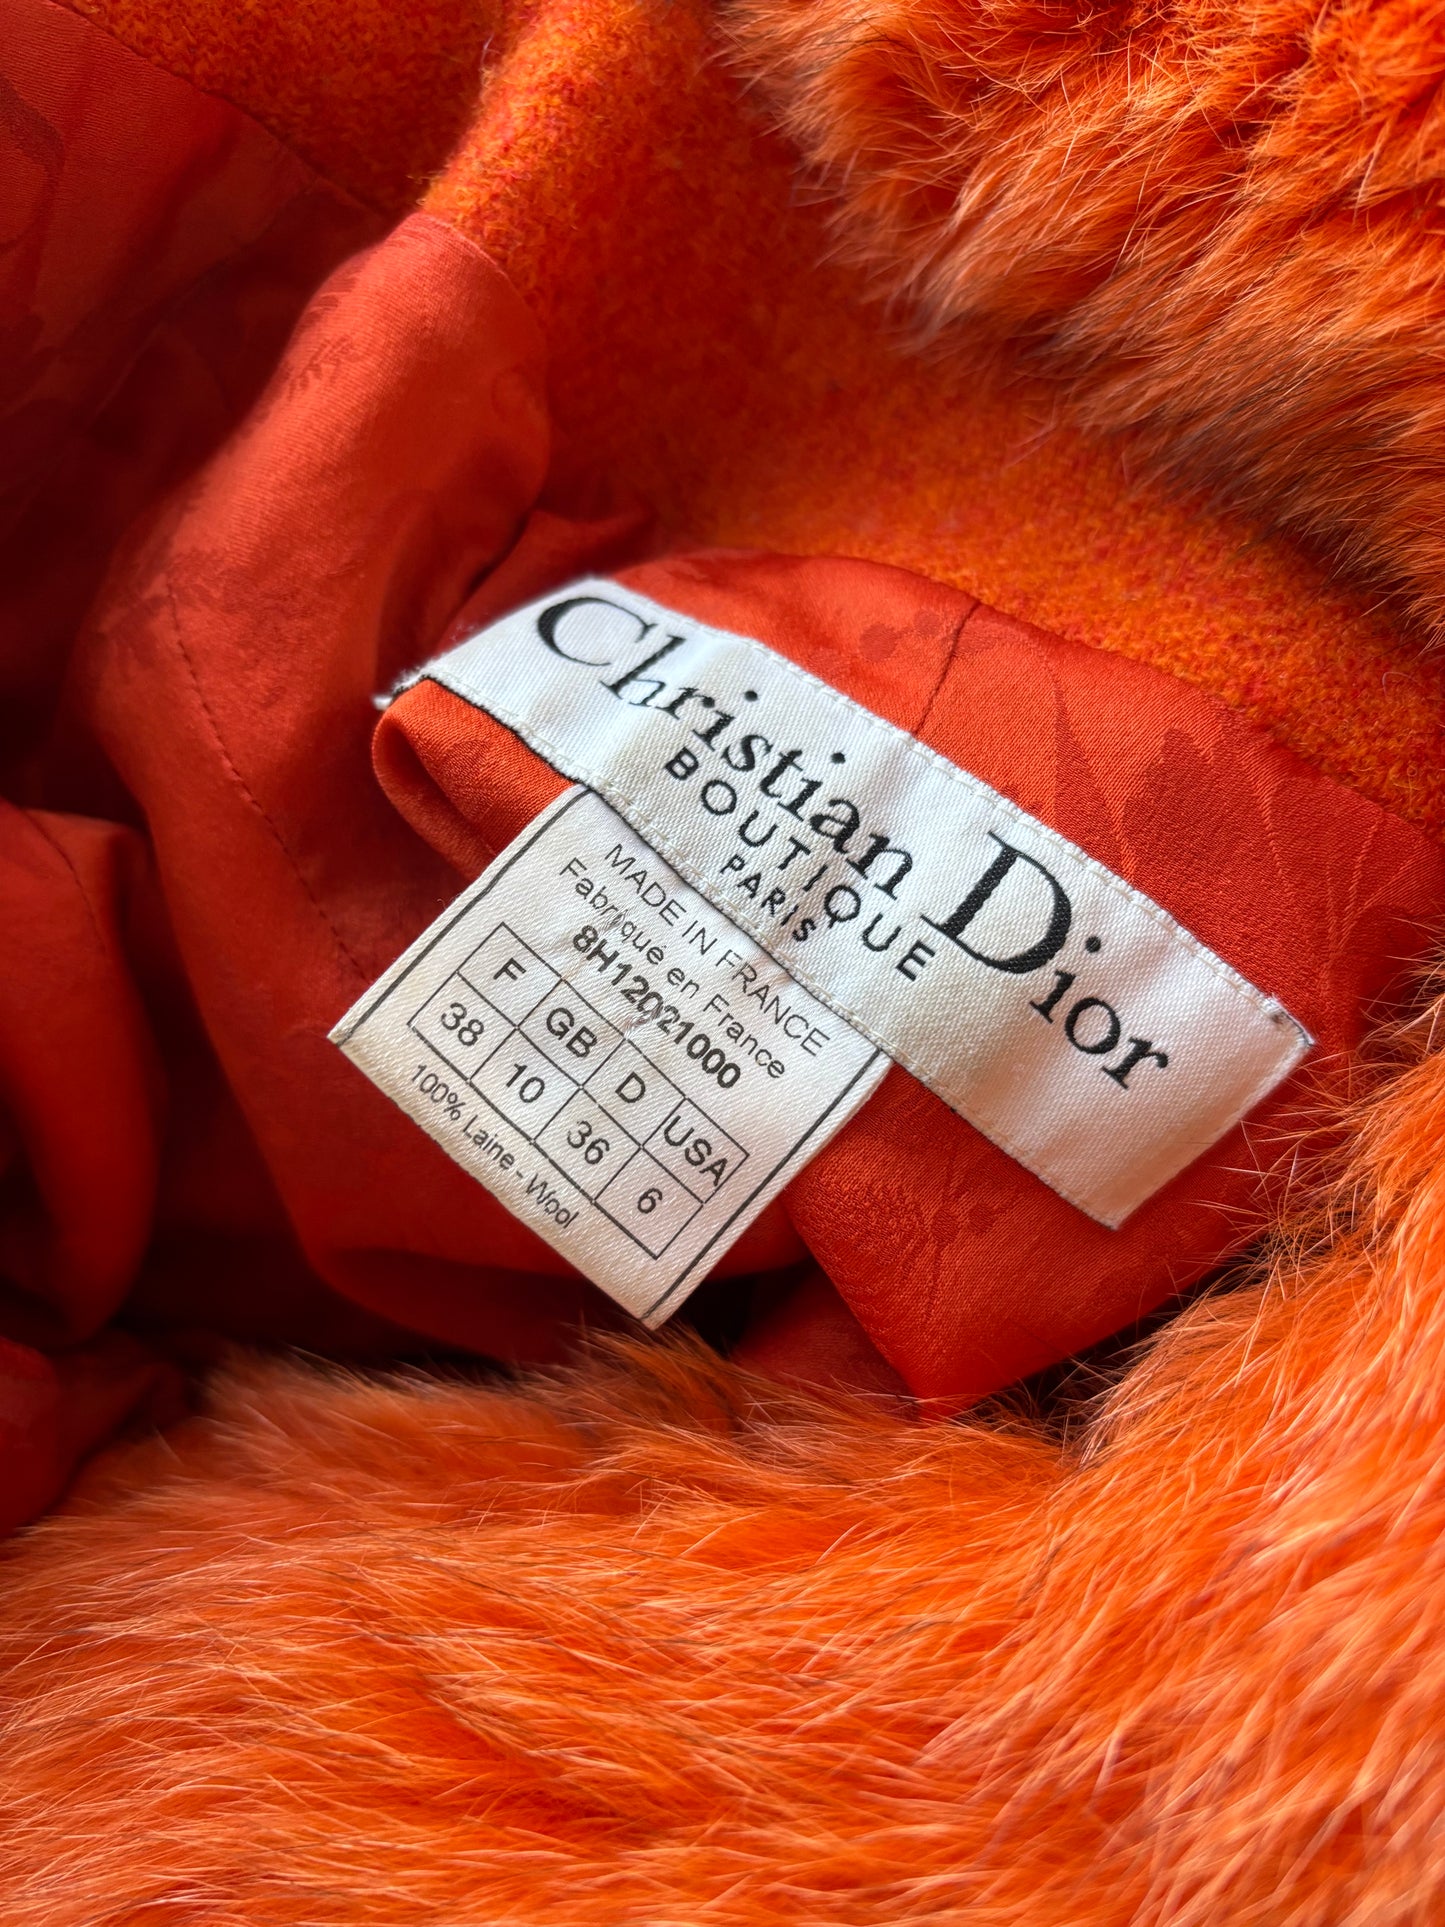 Christian Dior
BOUTIQUE
PARIS
MADE IN FRANCE
Fabriqué en France
8H12021000
F GB D USA
38 10 36 6
100% Laine - Wool